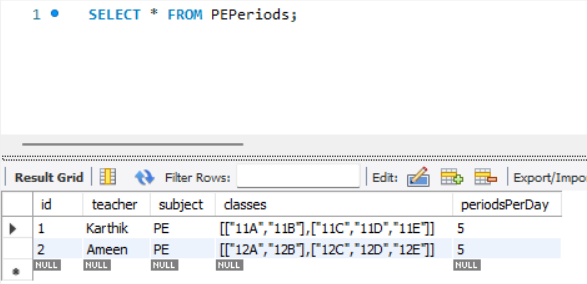 1 SELECT * FROM PEPeriods;
Result Grid Filter Rows: Edit: Export/Impo
id teacher subject classes periodsPerDay
1 Karthik PE [["11A","11B"],["11C","11D","11E"]] 5
2 Ameen PE [["12A","12B"],["12C","12D","12E"]] 5
NULL NULL NULL NULL NULL